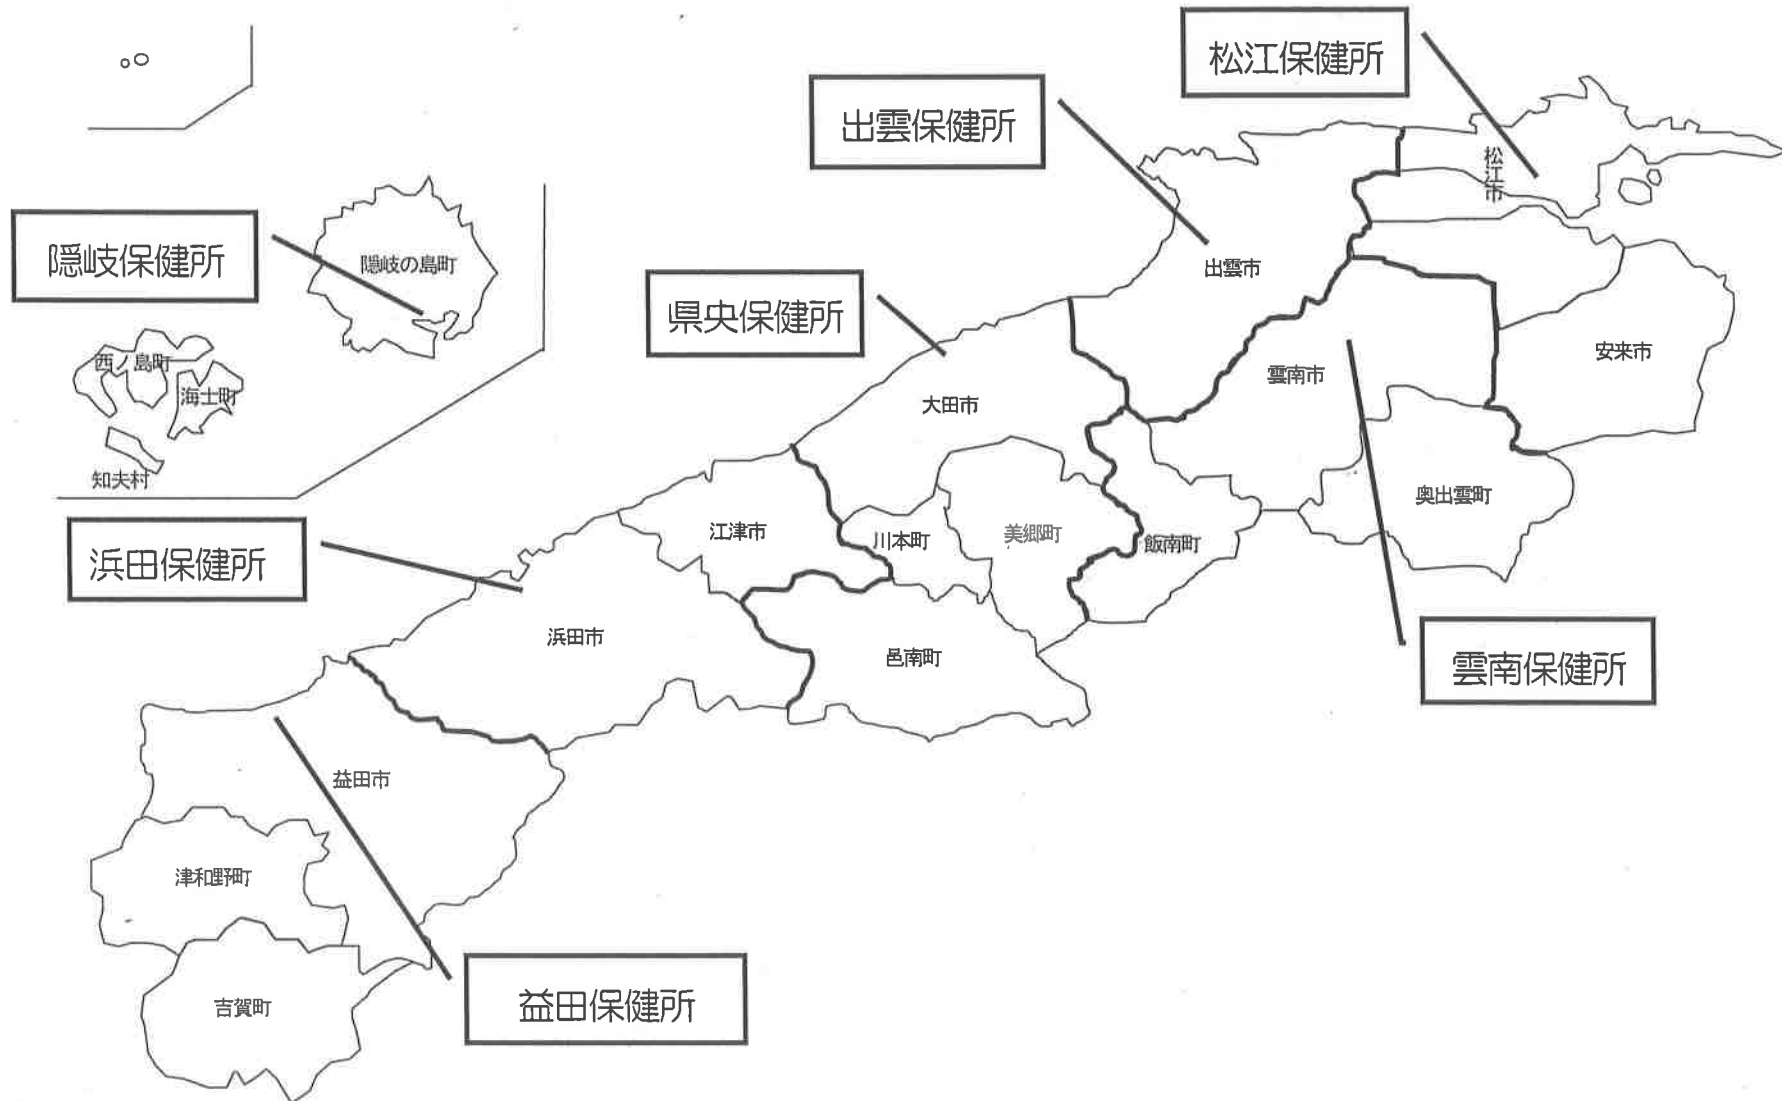 松江保健所
出雲保健所
松江市
隠岐保健所
隠岐の島町
出雲市
県央保健所
安来市
西ノ島町
雲南市
海士町
大田市
知夫村
奥出雲町
江津市
川本町
美郷町
飯南町
浜田保健所
浜田市
邑南町
雲南保健所
益田市
津和野町
吉賀町
益田保健所